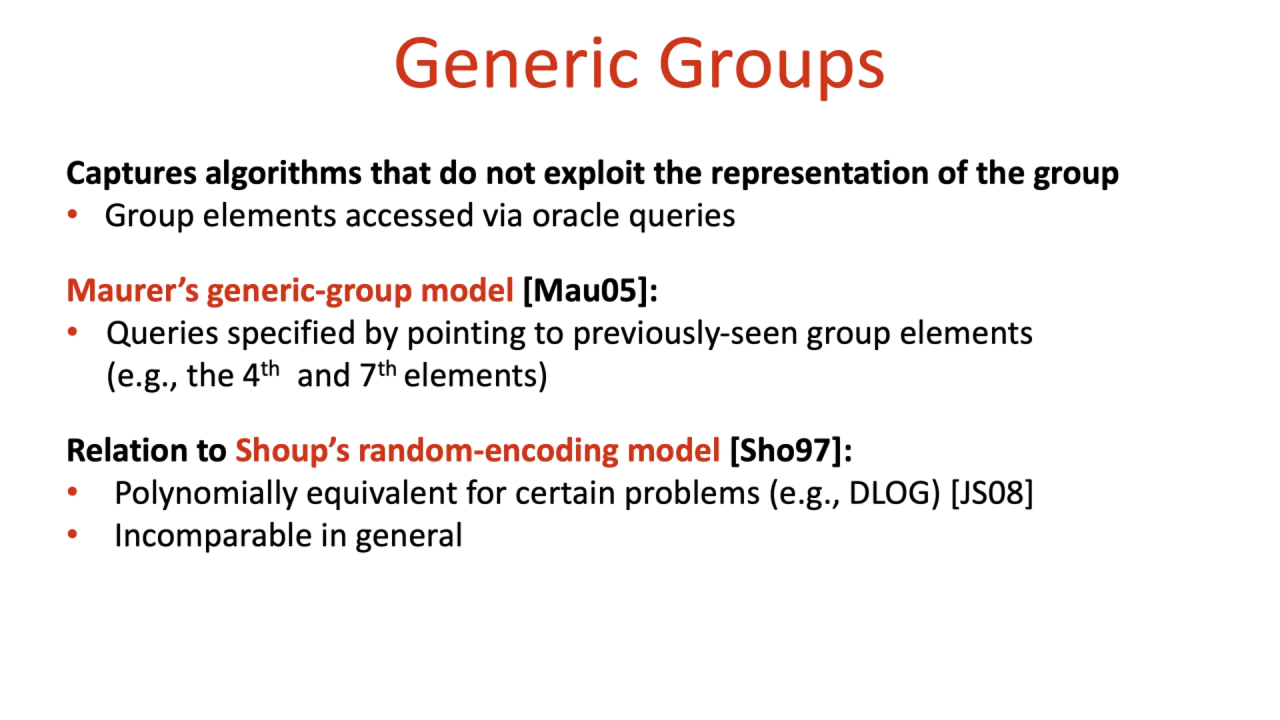 Generic Groups
Captures algorithms that do not exploit the representation of the group
• Group elements accessed via oracle queries
Maurer’s generic-group model [Mau05]:
• Queries specified by pointing to previously-seen group elements
(e.g., the 4th and 7th elements)
Relation to Shoup’s random-encoding model [Sho97]:
• Polynomially equivalent for certain problems (e.g., DLOG) [JS08]
• Incomparable in general